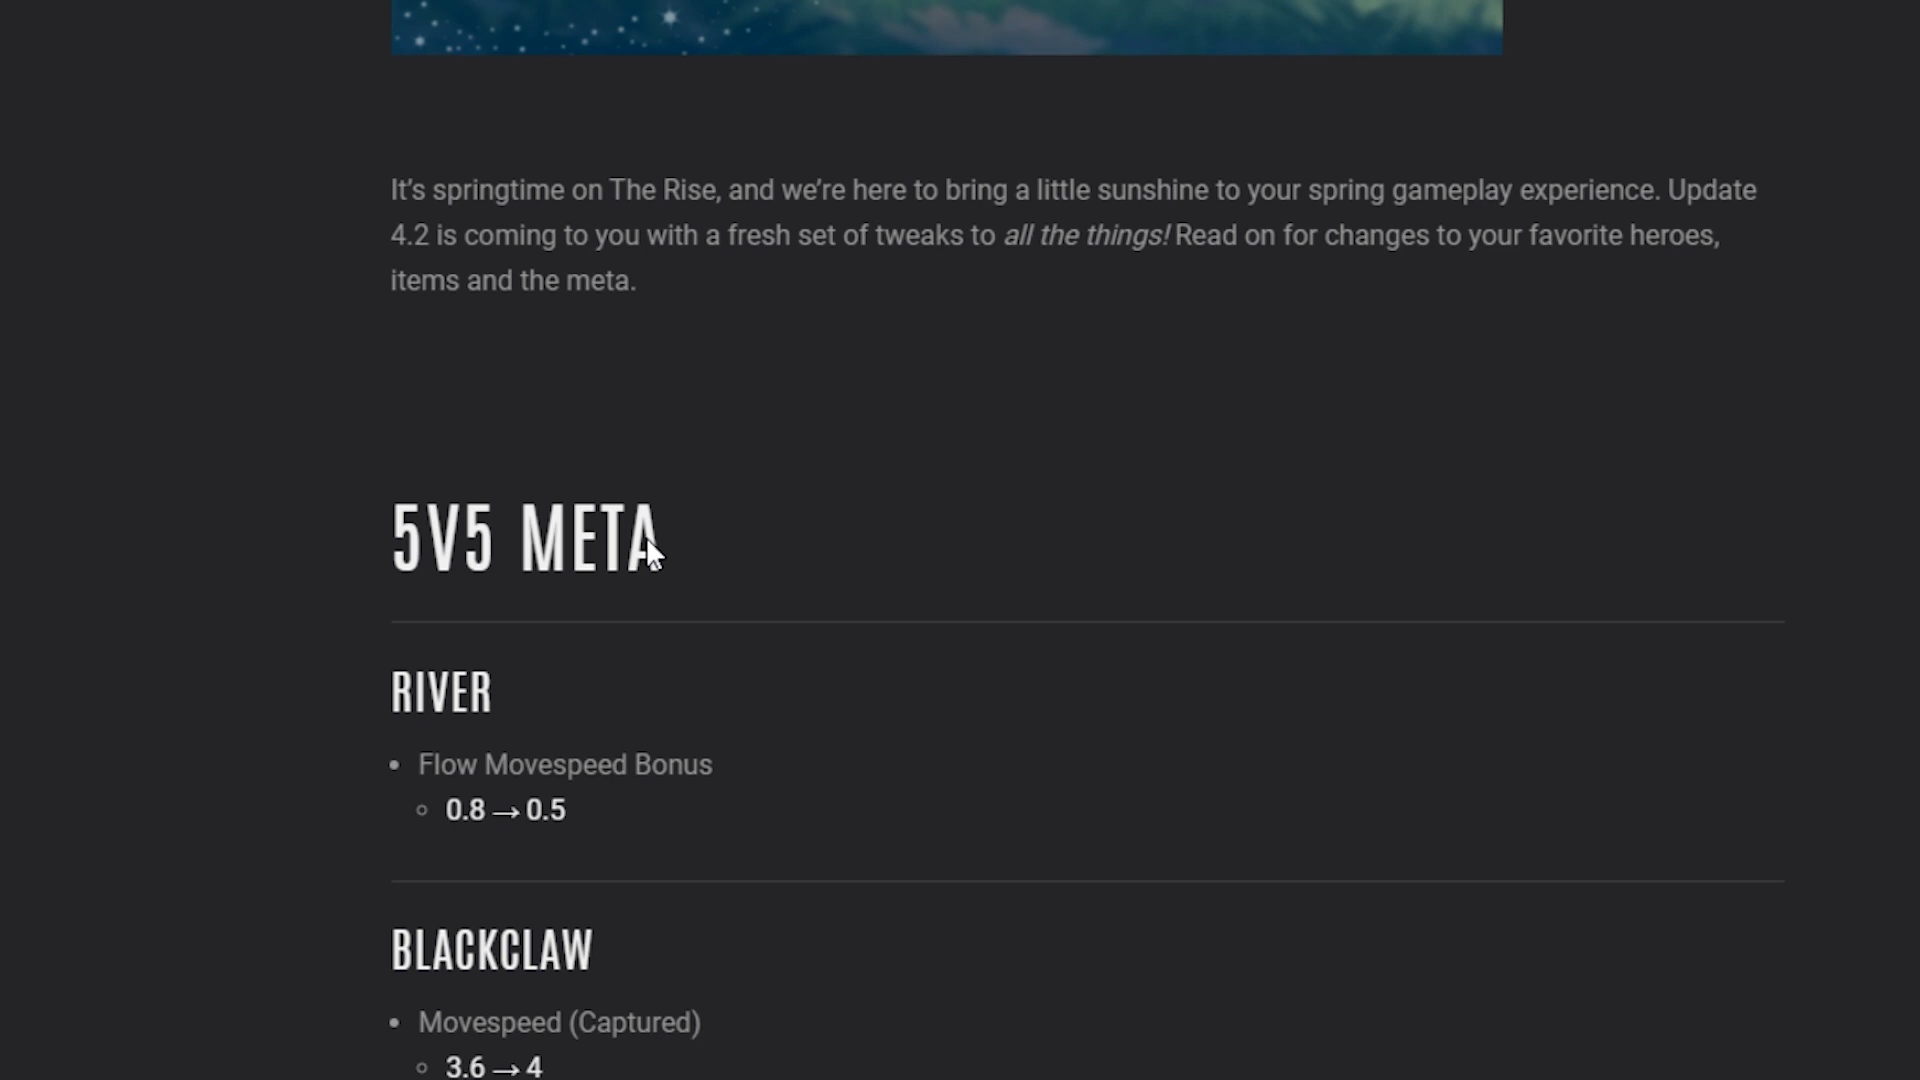 It's springtime on The Rise, and we're here to bring a little sunshine to your spring gameplay experience. Update
4.2 is coming to you with a fresh set of tweaks to all the things! Read on for changes to your favorite heroes,
items and the meta.
5V5 META
RIVER
• Flow Movespeed Bonus
○ 0.8 → 0.5
BLACKCLAW
• Movespeed (Captured)
○ 3.6 → 4